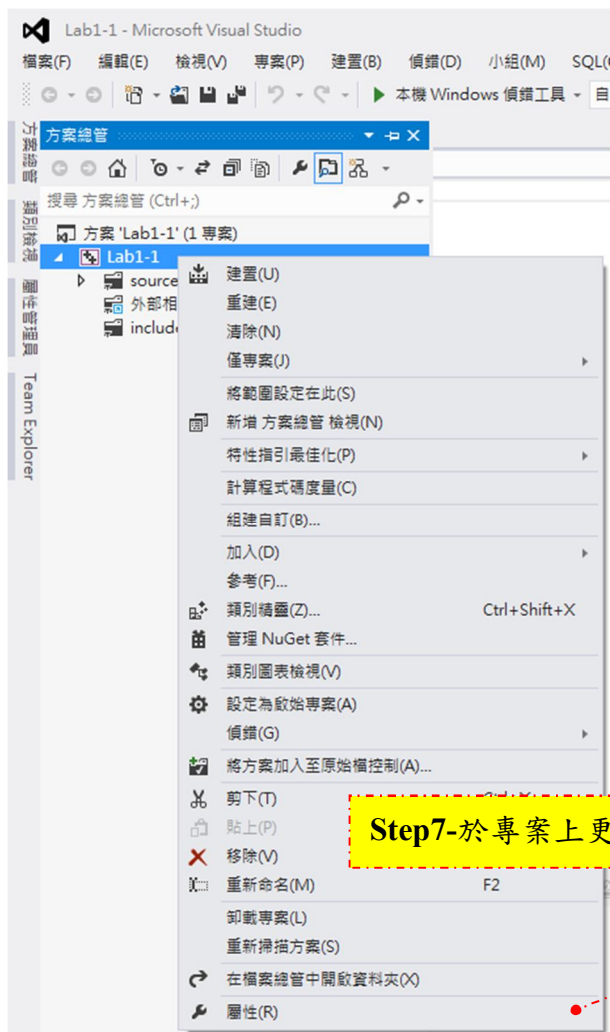 Lab1-1 - Microsoft Visual Studio
檔案(F) 編輯(E) 檢視(V) 專案(P) 建置(B) 偵錯(D) 小組(M) SQL(
本機 Windows 偵錯工具 自
方案總管
類別檢視
屬性管理員
Team Explorer
方案總管
搜尋 方案總管 (Ctrl+;)
方案 'Lab1-1' (1 專案)
Lab1-1
source
外部相
include
建置(U)
重建(E)
清除(N)
僅專案(J)
將範圍設定在此(S)
新增 方案總管 檢視(N)
特性指引最佳化(P)
計算程式碼度量(C)
組建自訂(B)...
加入(D)
參考(F)...
類別精靈(Z)... Ctrl+Shift+X
管理 NuGet 套件...
類別圖表檢視(V)
設定為啟始專案(A)
偵錯(G)
將方案加入至原始檔控制(A)...
剪下(T)
貼上(P)
Step7-於專案上更
移除(V)
重新命名(M) F2
卸載專案(L)
重新掃描方案(S)
在檔案總管中開啟資料夾(X)
屬性(R)